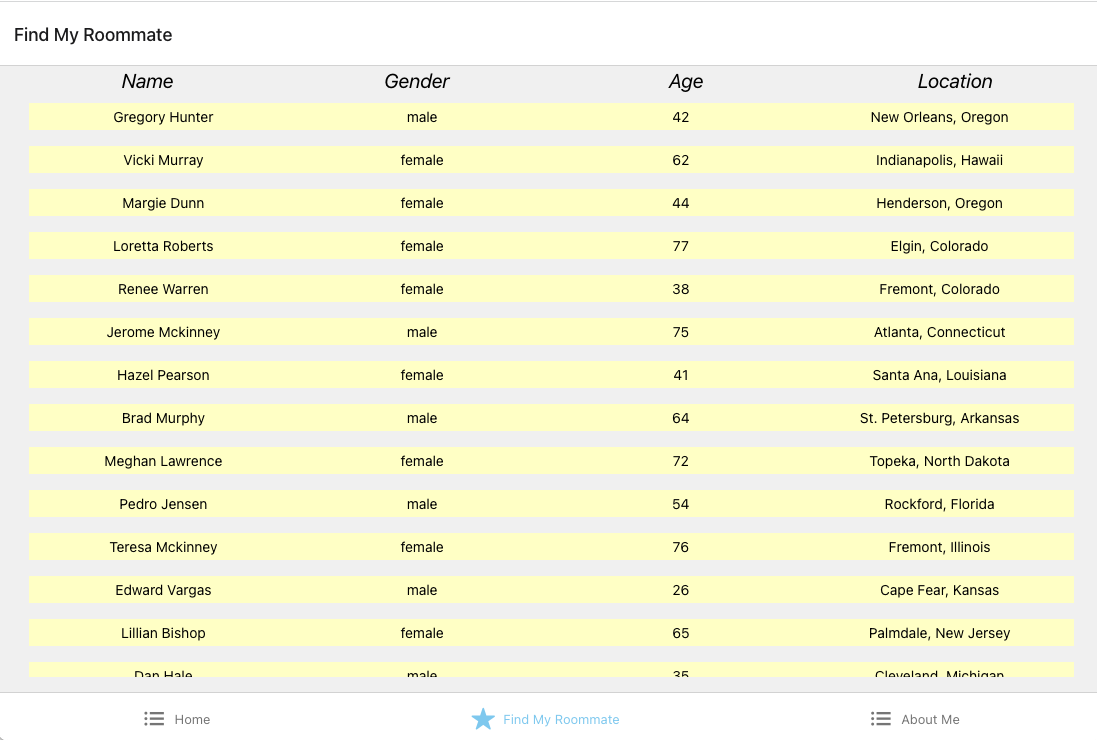 Find My Roommate
Name Gender Age Location
Gregory Hunter male 42 New Orleans, Oregon
Vicki Murray female 62 Indianapolis, Hawaii
Margie Dunn female 44 Henderson, Oregon
Loretta Roberts female 77 Elgin, Colorado
Renee Warren female 38 Fremont, Colorado
Jerome Mckinney male 75 Atlanta, Connecticut
Hazel Pearson female 41 Santa Ana, Louisiana
Brad Murphy male 64 St. Petersburg, Arkansas
Meghan Lawrence female 72 Topeka, North Dakota
Pedro Jensen male 54 Rockford, Florida
Teresa Mckinney female 76 Fremont, Illinois
Edward Vargas male 26 Cape Fear, Kansas
Lillian Bishop female 65 Palmdale, New Jersey
Dan Hale male 35 Cleveland, Michigan
Home Find My Roommate About Me